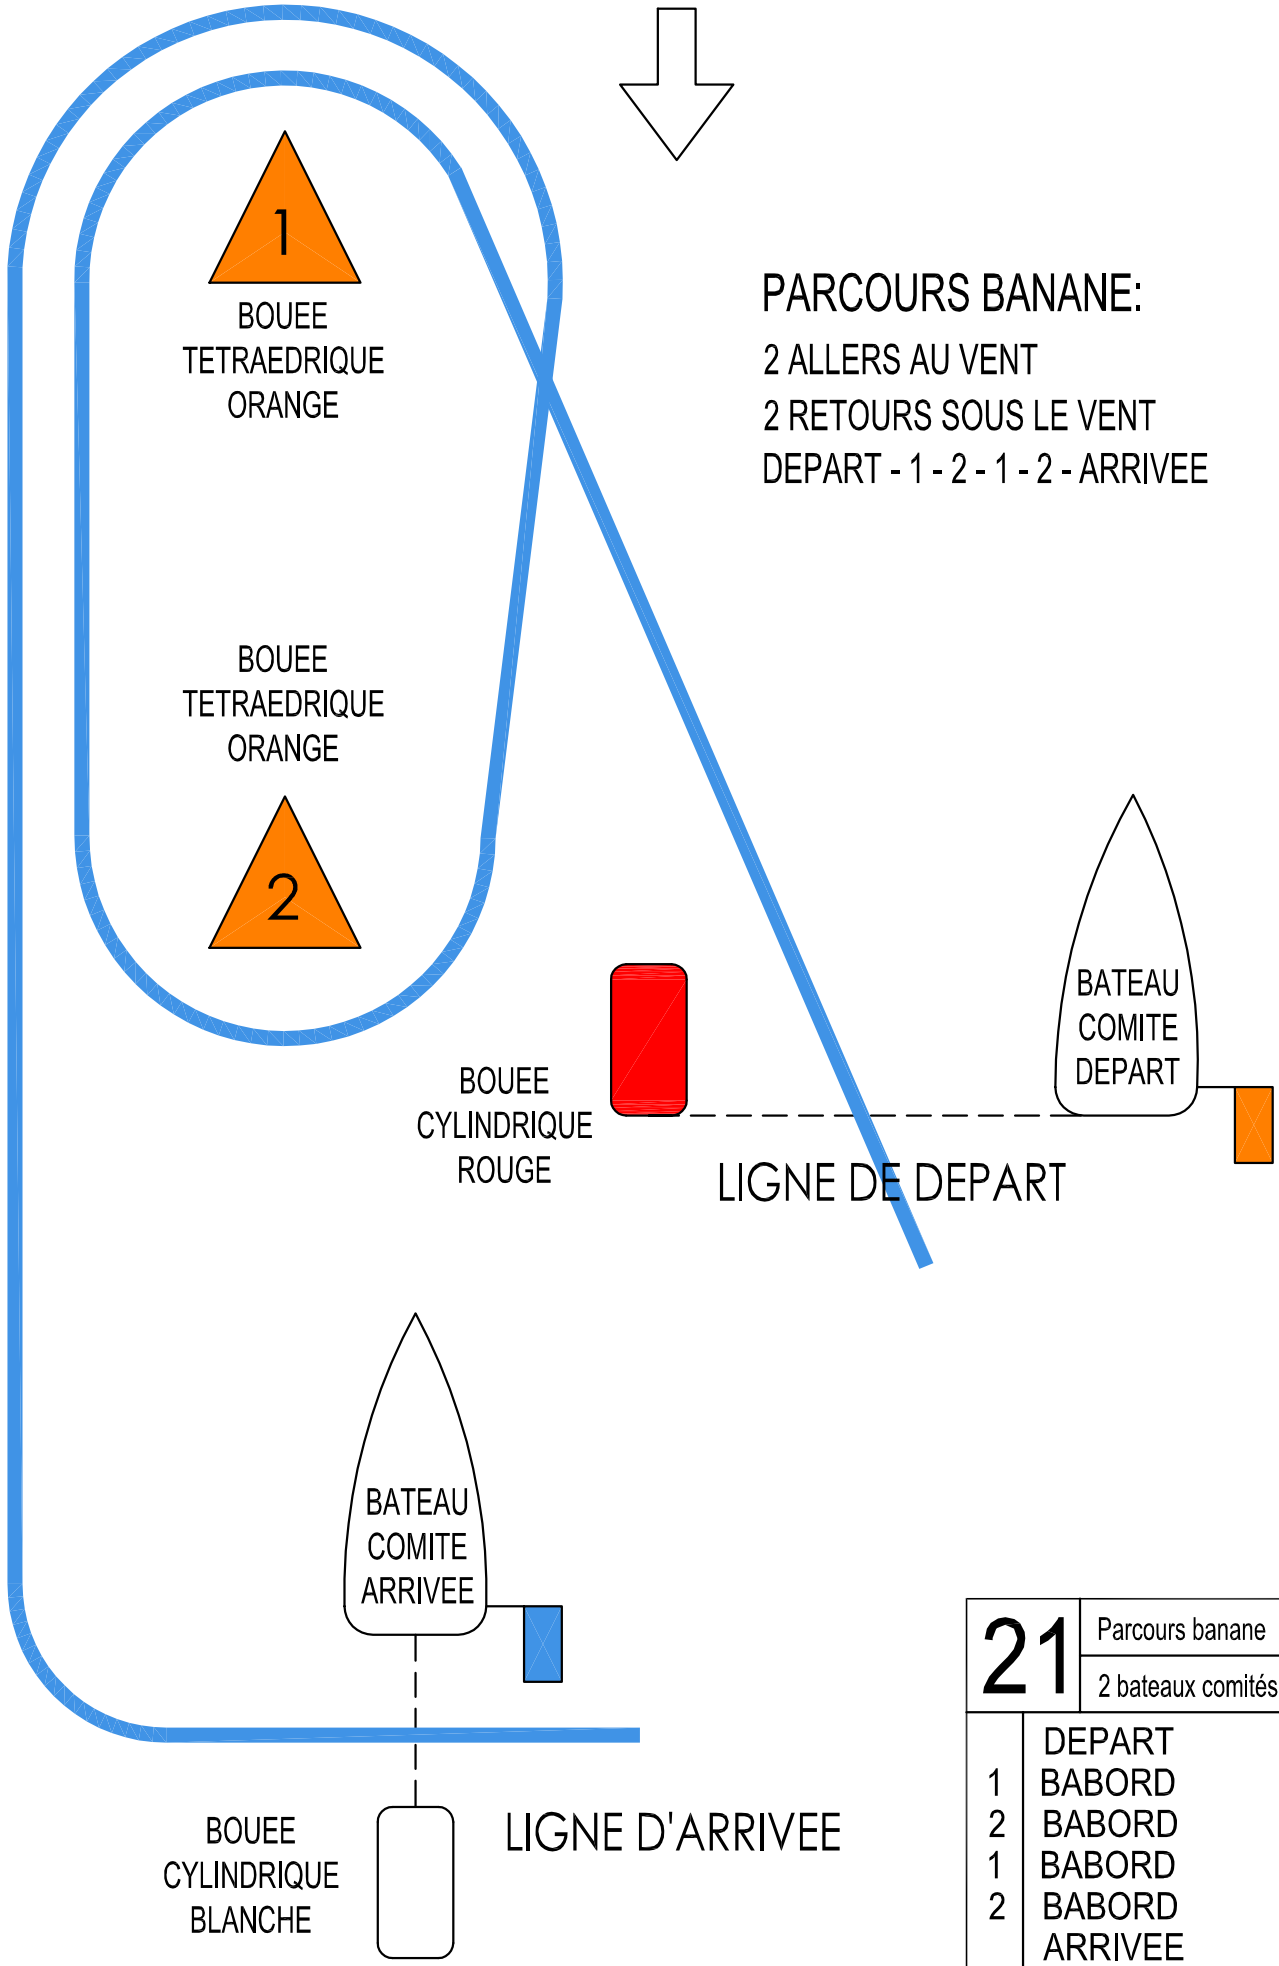 1
BOUEE
TETRAEDRIQUE
ORANGE
PARCOURS BANANE:
2 ALLERS AU VENT
2 RETOURS SOUS LE VENT
DEPART - 1 - 2 - 1 - 2 - ARRIVEE
BOUEE
TETRAEDRIQUE
ORANGE
2
BATEAU
COMITE
DEPART
BOUEE
CYLINDRIQUE
ROUGE
LIGNE DE DEPART
BATEAU
COMITE
ARRIVEE
BOUEE
CYLINDRIQUE
BLANCHE
LIGNE D'ARRIVEE
21
Parcours banane
2 bateaux comités
DEPART
1 BABORD
2 BABORD
1 BABORD
2 BABORD
ARRIVEE